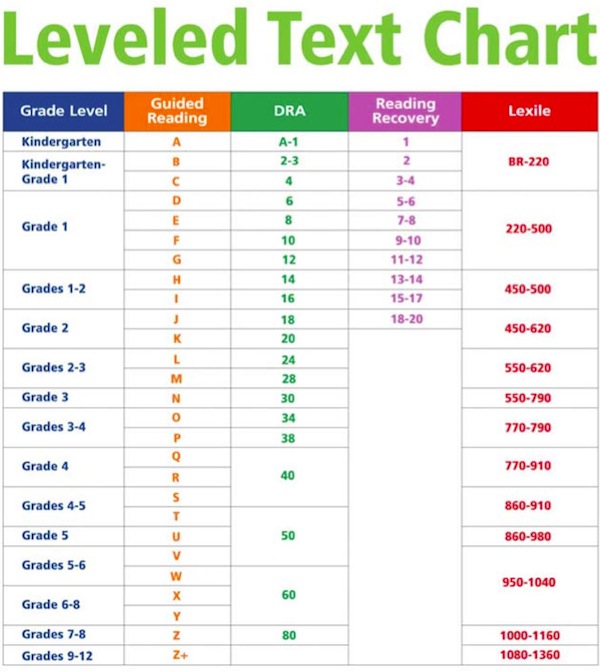 Leveled Text Chart
Grade Level Guided Reading DRA Reading Recovery Lexile
Kindergarten A A-1 1 BR-220
Kindergarten-Grade 1 B 2-3 2
C 4 3-4
Grade 1 D 6 5-6 220-500
E 8 7-8
F 10 9-10
G 12 11-12
Grades 1-2 H 14 13-14 450-500
I 16 15-17
Grade 2 J 18 18-20 450-620
K 20
Grades 2-3 L 24 550-620
M 28
Grade 3 N 30 550-790
Grades 3-4 O 34 770-790
P 38
Grade 4 Q 40 770-910
R
Grades 4-5 S 860-910
T 50
Grade 5 U 860-980
Grades 5-6 V 950-1040
W 60
Grade 6-8 X
Y
Grades 7-8 Z 80 1000-1160
Grades 9-12 Z+ 1080-1360